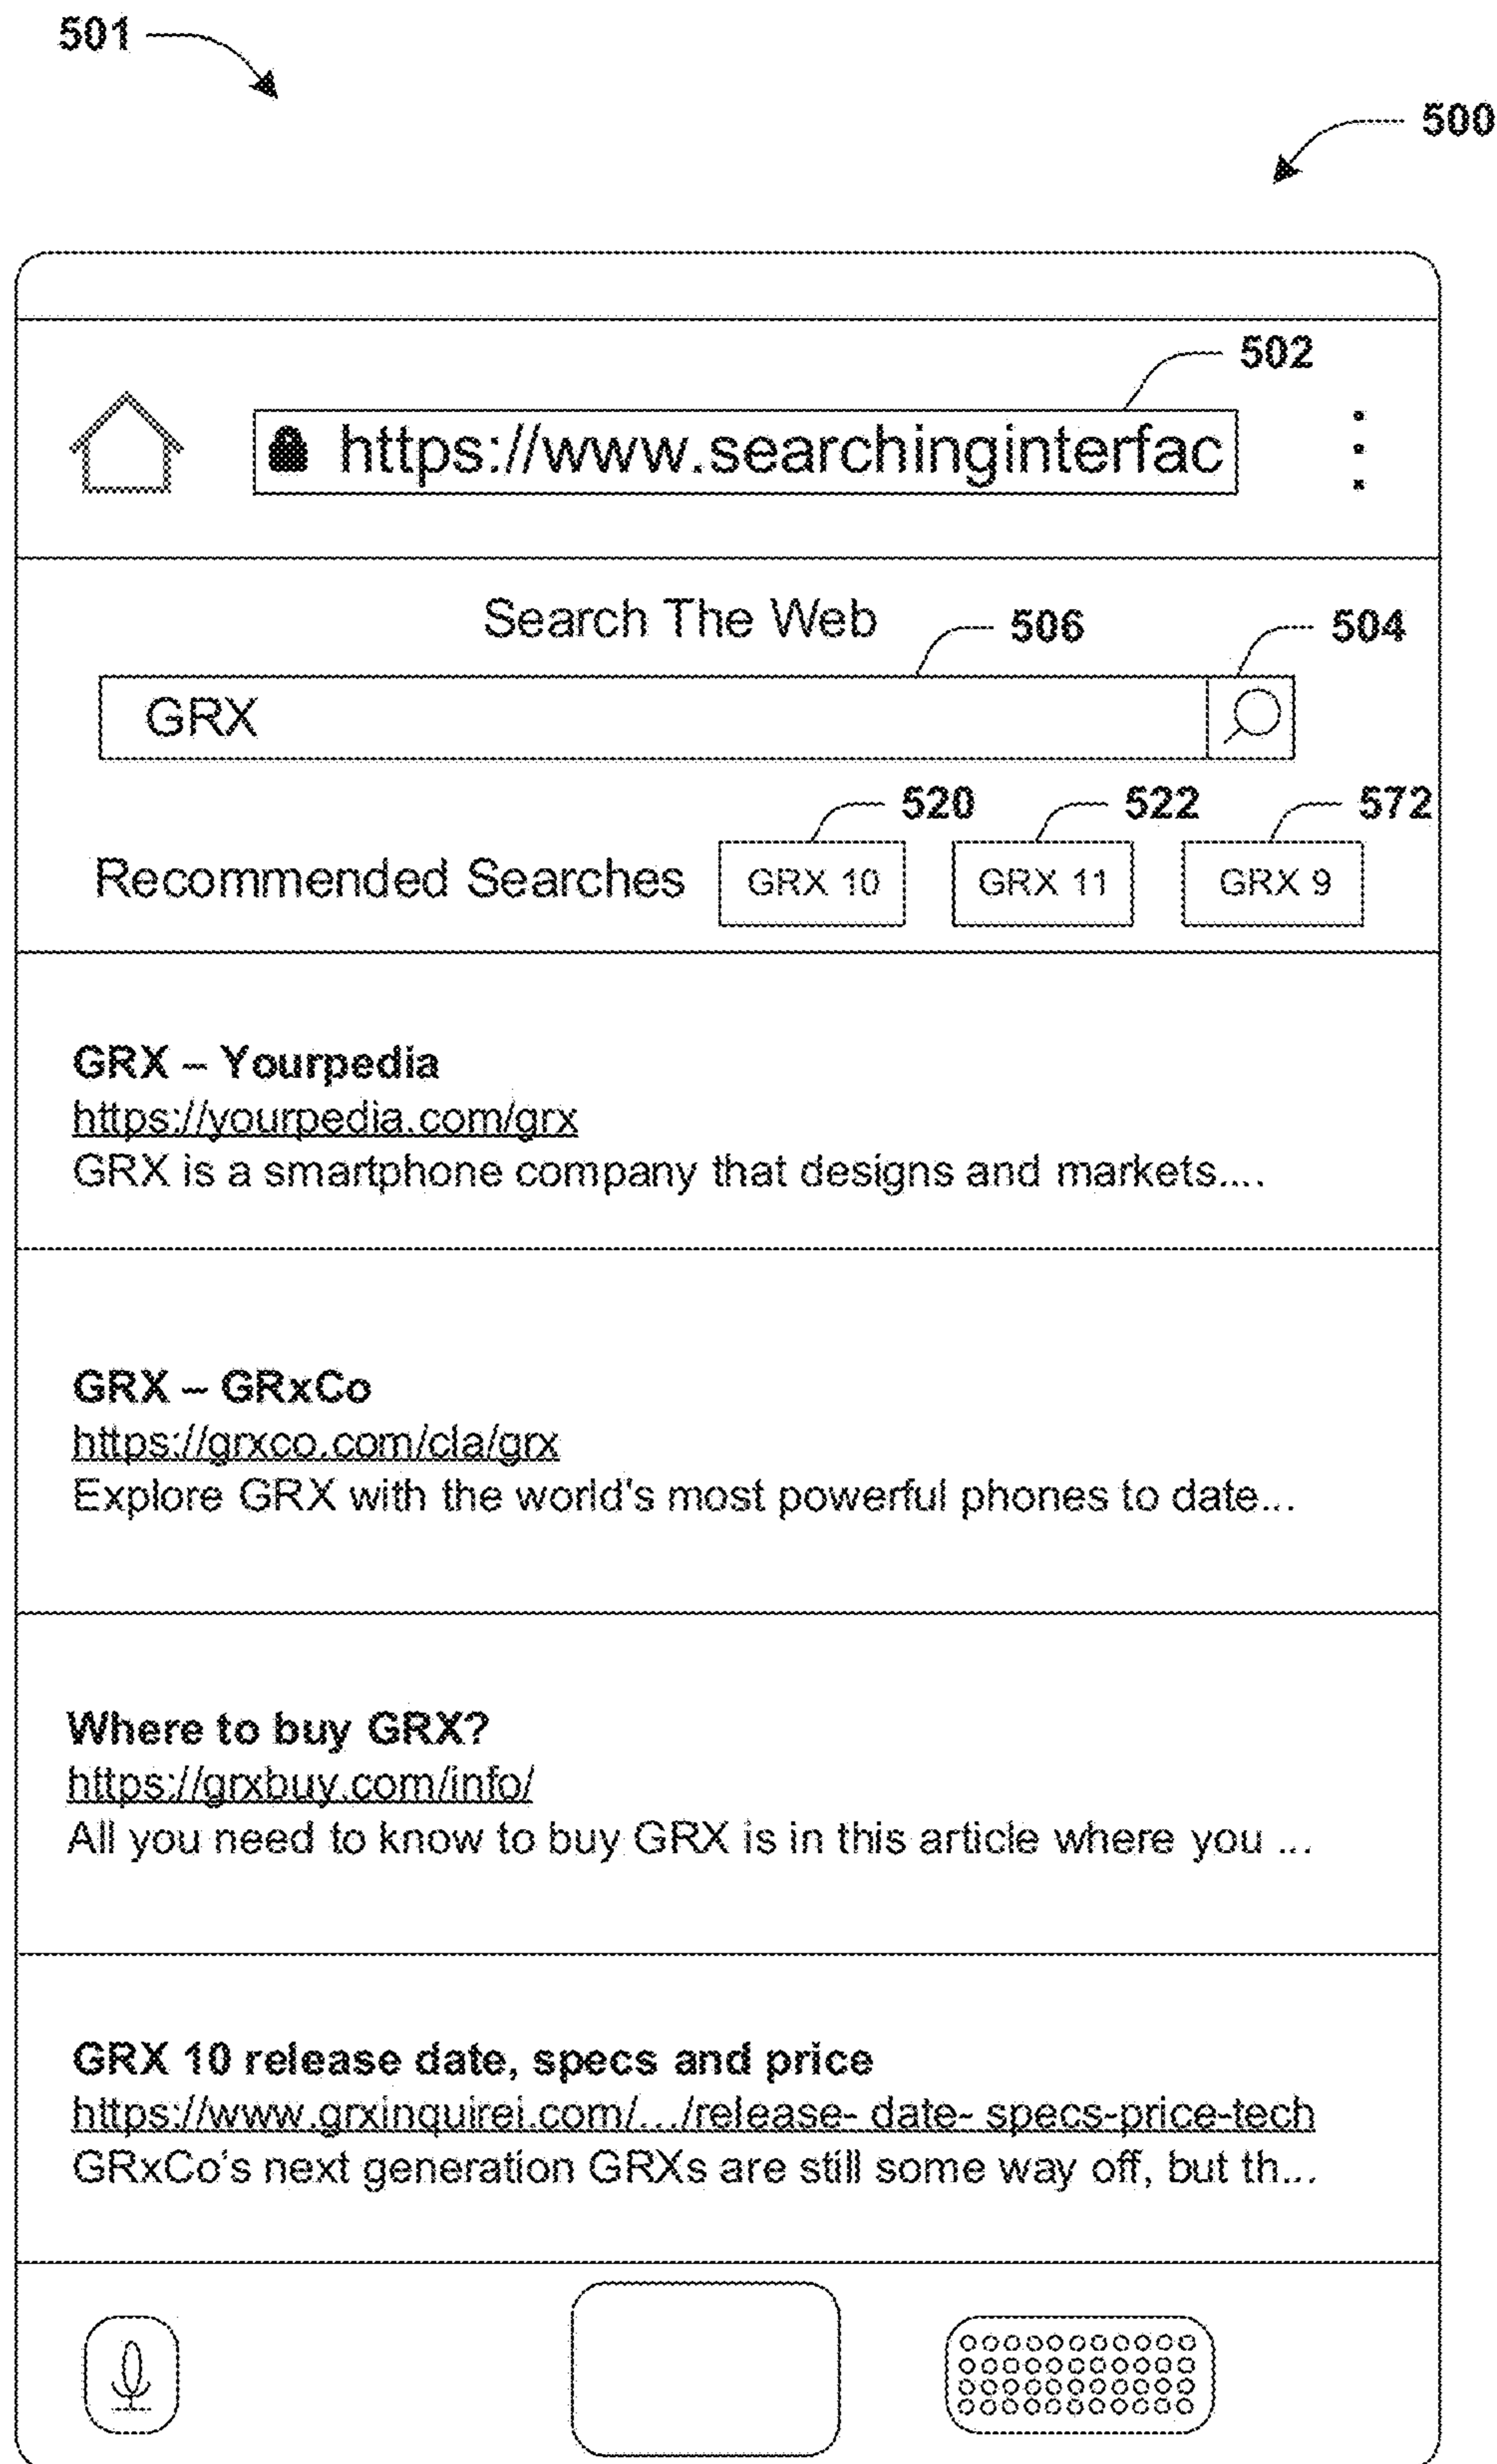 501
500
502
https://www.searchinginterfac
Search The Web
506
504
GRX
520
522
572
Recommended Searches
GRX 10
GRX 11
GRX 9
GRX – Yourpedia
https://yourpedia.com/grx
GRX is a smartphone company that designs and markets....
GRX – GRxCo
https://grxco.com/cla/grx
Explore GRX with the world's most powerful phones to date...
Where to buy GRX?
https://grxbuy.com/info/
All you need to know to buy GRX is in this article where you ...
GRX 10 release date, specs and price
https://www.grxinquirei.com/.../release- date- specs-price-tech
GRxCo's next generation GRXs are still some way off, but th...